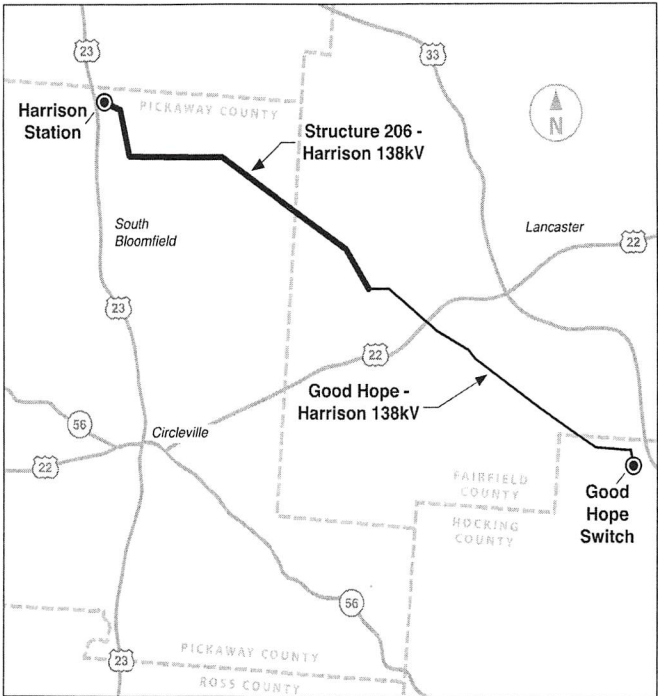 23
33
Harrison
Station
PICKAWAY COUNTY
N
Structure 206 -
Harrison 138kV
South
Bloomfield
Lancaster
22
23
22
Good Hope -
Harrison 138kV
56
Circleville
22
FAIRFIELD
COUNTY
HOCKING
COUNTY
Good
Hope
Switch
56
PICKAWAY COUNTY
23
ROSS COUNTY